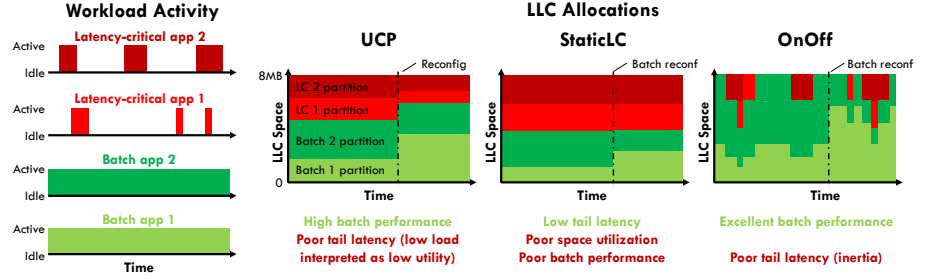 Workload Activity
Latency-critical app 2
Active
Idle
Latency-critical app 1
Active
Idle
Batch app 2
Active
Idle
Batch app 1
Active
Idle
Time
LLC Allocations
UCP
Reconfig
8MB
LLC Space
0
LC 2 partition
LC 1 partition
Batch 2 partition
Batch 1 partition
Time
High batch performance
Poor tail latency (low load
interpreted as low utility)
StaticLC
Batch reconf
LLC Space
Time
Low tail latency
Poor space utilization
Poor batch performance
OnOff
Batch reconf
LLC Space
Time
Excellent batch performance
Poor tail latency (inertia)